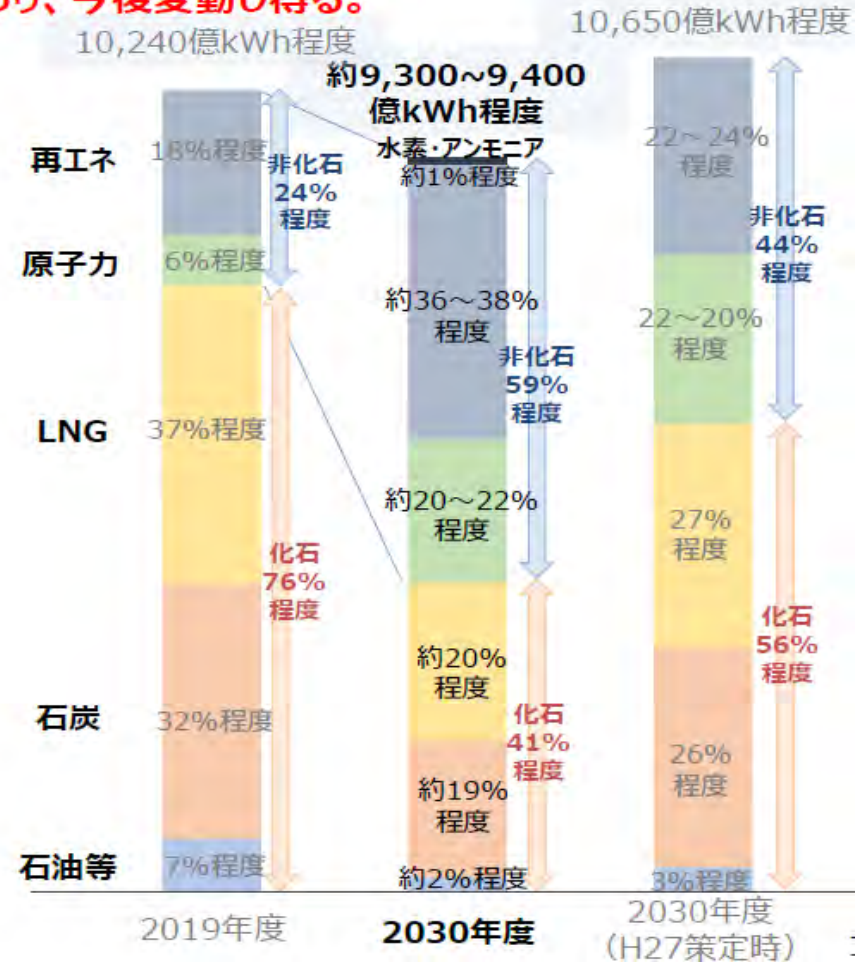 り、今後変動し得る。
10,240億kWh程度
約9,300~9,400
億kWh程度
10,650億kWh程度
水素・アンモニア
約1%程度
再エネ
18%程度
非化石
24%
程度
約36~38%
程度
非化石
59%
程度
22~24%
程度
非化石
44%
程度
原子力
6%程度
約20~22%
程度
22~20%
程度
LNG
37%程度
化石
76%
程度
約20%
程度
化石
41%
程度
27%
程度
化石
56%
程度
石炭
32%程度
約19%
程度
26%
程度
石油等
7%程度
約2%程度
3%程度
2019年度
2030年度
2030年度
(H27策定時)